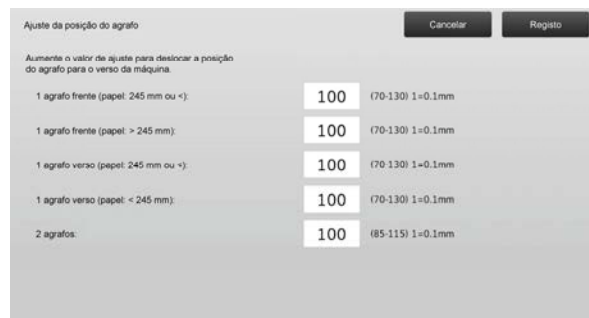 Ajuste da posição do agrafo
Cancelar
Registo
Aumente o valor de ajuste para deslocar a posição
do agrafo para o verso da máquina.
1 agrafo frente (papel: 245 mm ou <):
100
(70-130) 1=0.1mm
1 agrafo frente (papel: > 245 mm):
100
(70-130) 1=0.1mm
1 agrafo verso (papel: 245 mm ou <):
100
(70-130) 1=0.1mm
1 agrafo verso (papel: < 245 mm):
100
(70-130) 1=0.1mm
2 agrafos:
100
(85-115) 1=0.1mm